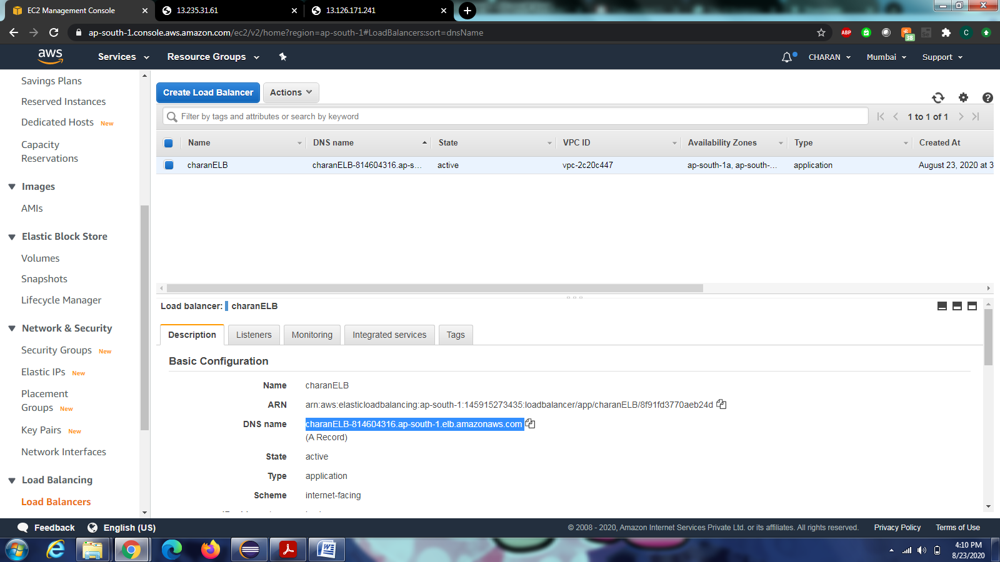 EC2 Management Console
13.235.31.61
13.126.171.241
ap-south-1.console.aws.amazon.com/ec2/v2/home?region=ap-south-1#LoadBalancers:sort=dnsName
ABP
38
C
aws
Services
Resource Groups
CHARAN
Mumbai
Support
Savings Plans
Reserved Instances
Dedicated Hosts New
Capacity
Reservations
Images
AMIs
Elastic Block Store
Volumes
Snapshots
Lifecycle Manager
Network & Security
Security Groups New
Elastic IPs New
Placement
Groups New
Key Pairs New
Network Interfaces
Load Balancing
Load Balancers
Create Load Balancer
Actions
Filter by tags and attributes or search by keyword
1 to 1 of 1
Name DNS name State VPC ID Availability Zones Type Created At
charanELB charanELB-814604316.ap-s... active vpc-2c20c447 ap-south-1a, ap-south-... application August 23, 2020 at 3
Load balancer: charanELB
Description
Listeners
Monitoring
Integrated services
Tags
Basic Configuration
Name charanELB
ARN arn:aws:elasticloadbalancing:ap-south-1:145915273435:loadbalancer/app/charanELB/8f91fd3770aeb24d
DNS name charanELB-814604316.ap-south-1.elb.amazonaws.com
(A Record)
State active
Type application
Scheme internet-facing
Feedback
English (US)
© 2008 - 2020, Amazon Internet Services Private Ltd. or its affiliates. All rights reserved.
Privacy Policy
Terms of Use
4:10 PM
8/23/2020